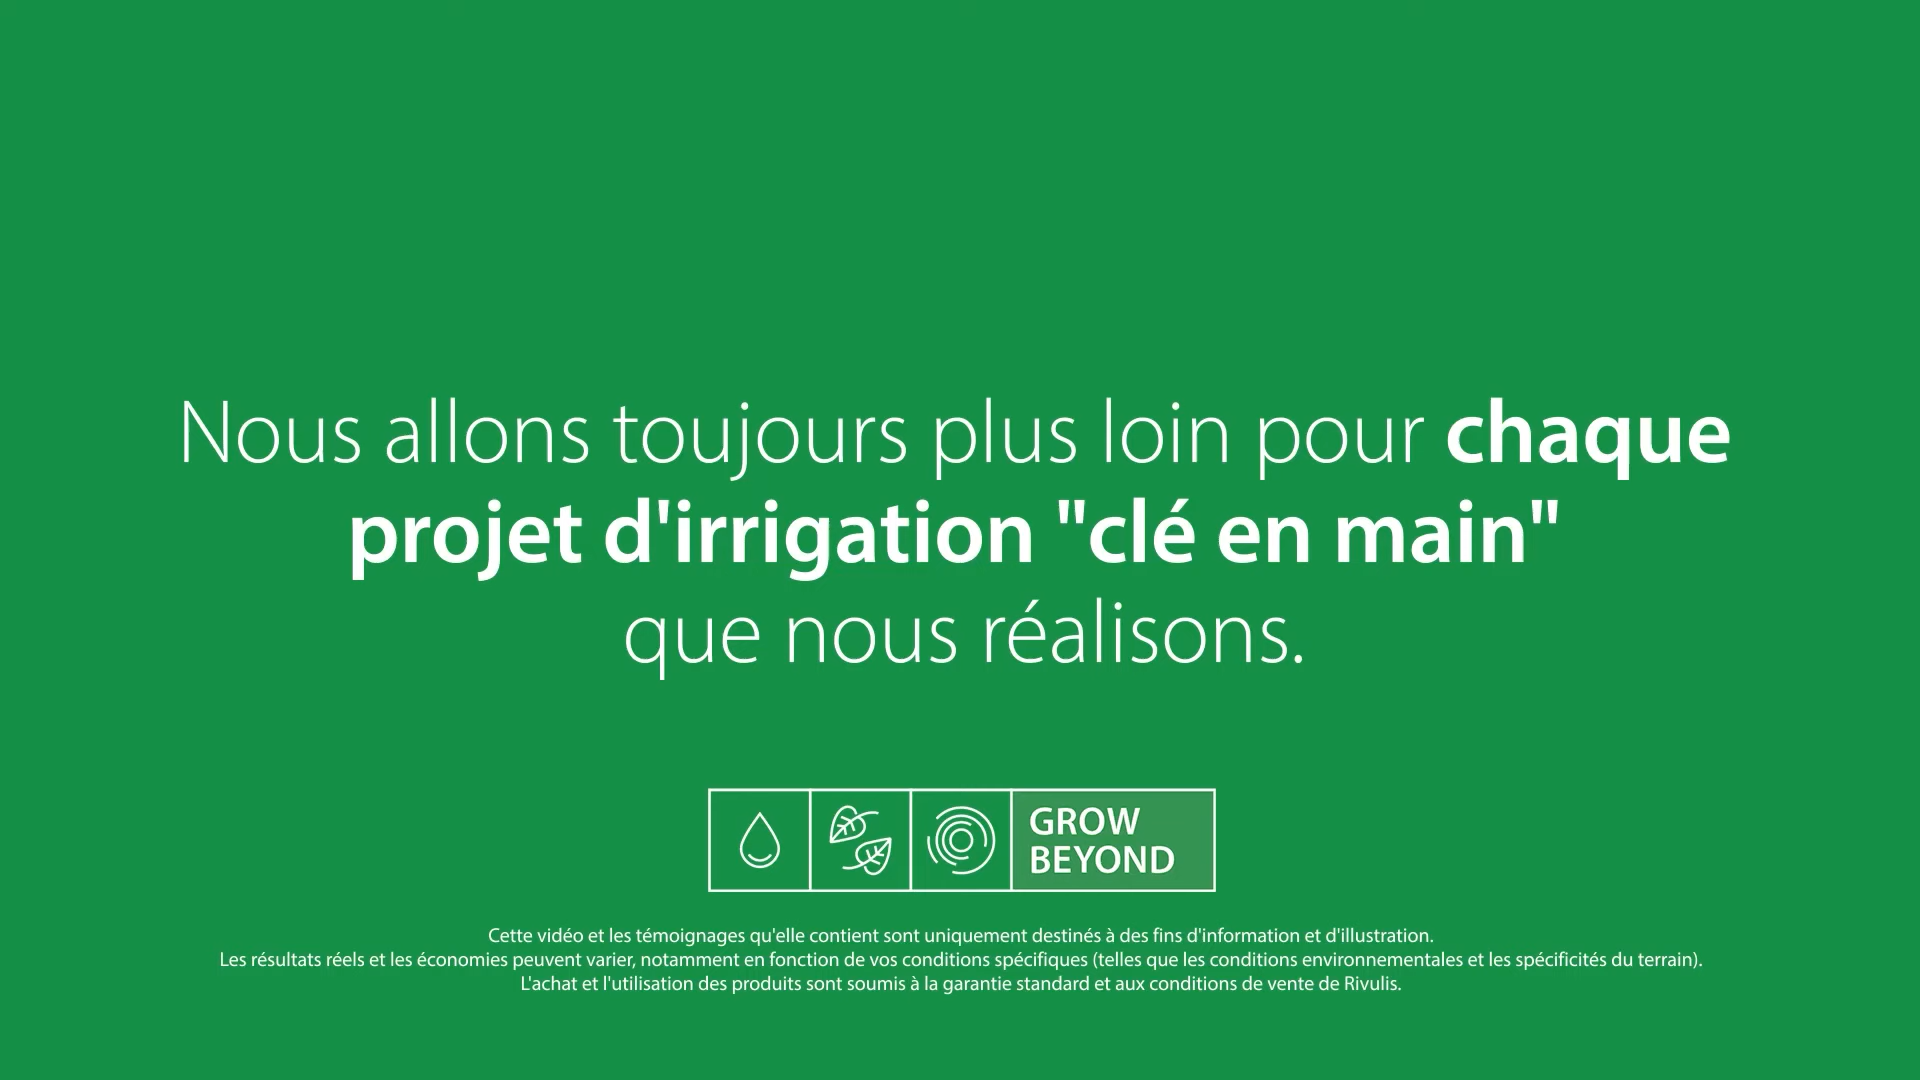 Nous allons toujours plus loin pour chaque
projet d'irrigation "clé en main"
que nous réalisons.
GROW
BEYOND
Cette vidéo et les témoignages qu'elle contient sont uniquement destinés à des fins d'information et d'illustration.
Les résultats réels et les économies peuvent varier, notamment en fonction de vos conditions spécifiques (telles que les conditions environnementales et les spécificités du terrain).
L'achat et l'utilisation des produits sont soumis à la garantie standard et aux conditions de vente de Rivulis.